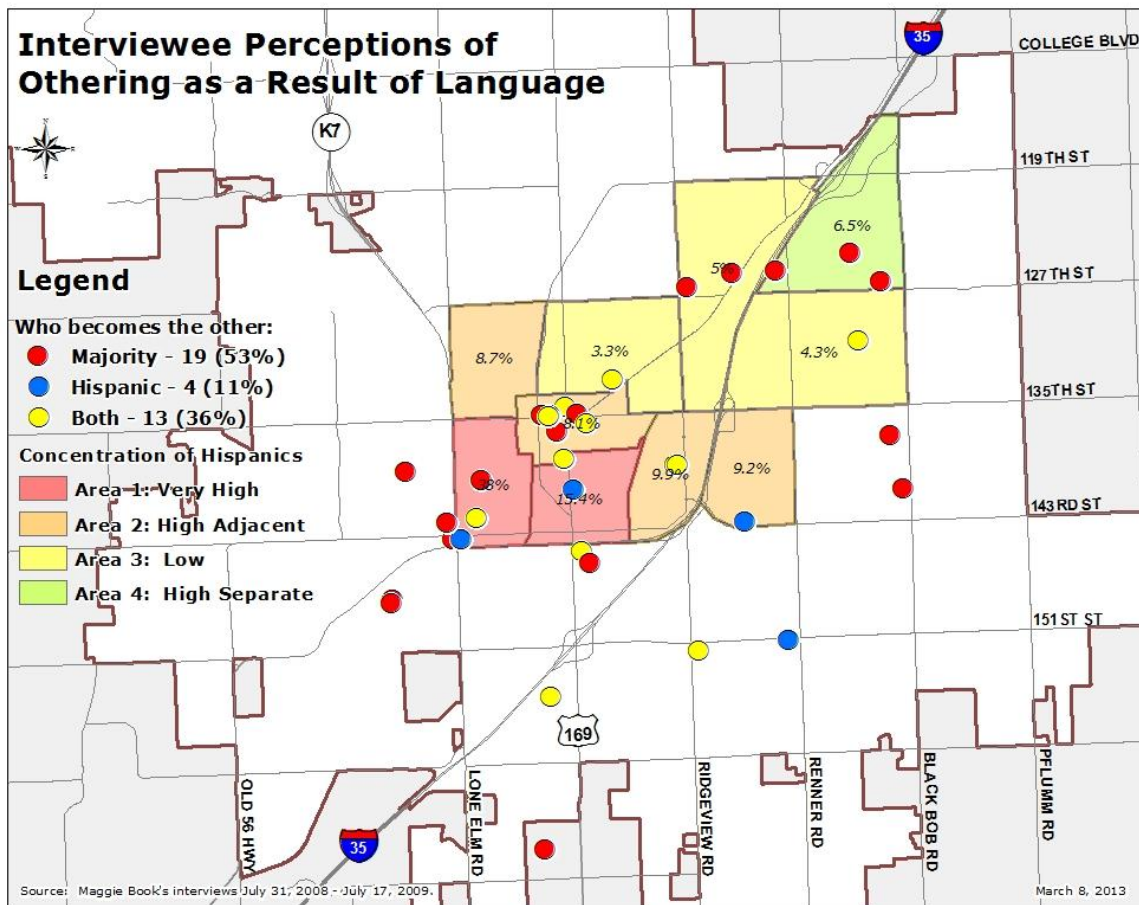 Interviewee Perceptions of
Othering as a Result of Language
35
COLLEGE BLVD
K7
N
W
E
S
119TH ST
6.5%
5%
127TH ST
Legend
Who becomes the other:
Majority - 19 (53%)
Hispanic - 4 (11%)
Both - 13 (36%)
8.7%
3.3%
4.3%
135TH ST
8.1%
Concentration of Hispanics
Area 1: Very High
Area 2: High Adjacent
Area 3: Low
Area 4: High Separate
9.9%
9.2%
15.4%
143RD ST
151ST ST
169
OLD 56 HWY
LONE ELM RD
RIDGEVIEW RD
RENNER RD
BLACK BOB RD
PFLUMM RD
35
Source: Maggie Book's interviews July 31, 2008 - July 17, 2009.
March 8, 2013